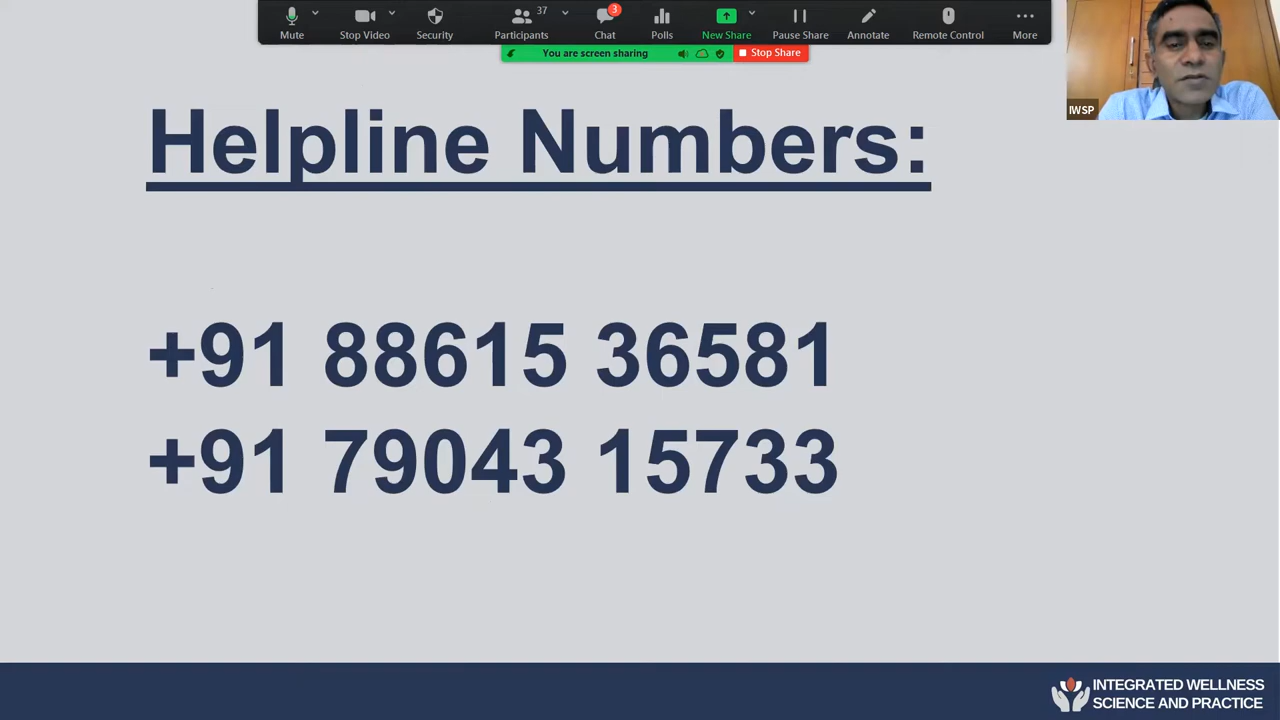 Mute
Stop Video
Security
37
Participants
3
Chat
Polls
New Share
Pause Share
Annotate
Remote Control
More
You are screen sharing
Stop Share
IWSP
Helpline Numbers:
+91 88615 36581
+91 79043 15733
INTEGRATED WELLNESS
SCIENCE AND PRACTICE